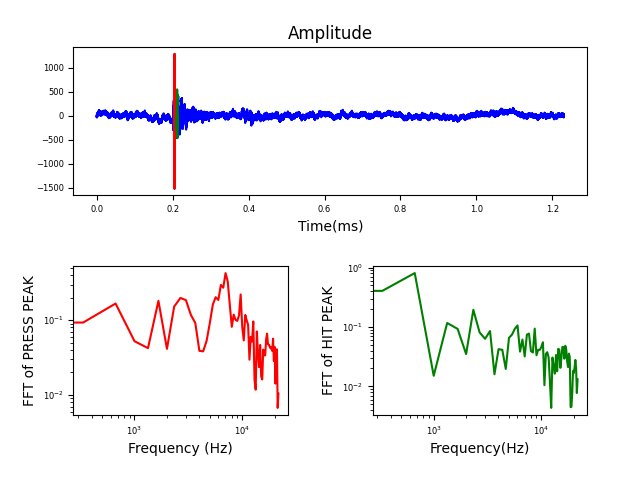 Amplitude
1000
500
0
−500
−1000
−1500
0.0 0.2 0.4 0.6 0.8 1.0 1.2
Time(ms)
FFT of PRESS PEAK
10⁻¹
10⁻²
10³ 10⁴
Frequency (Hz)
FFT of HIT PEAK
10⁰
10⁻¹
10⁻²
10³ 10⁴
Frequency(Hz)